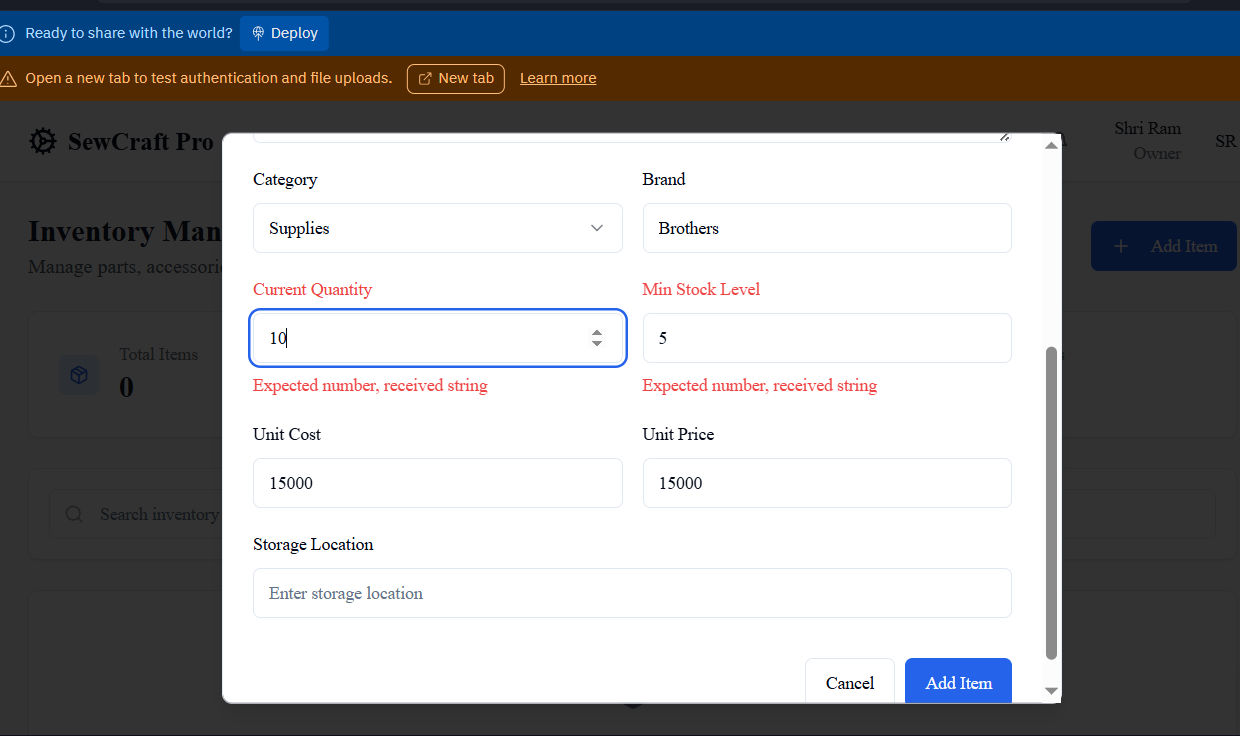 Ready to share with the world? Deploy
Open a new tab to test authentication and file uploads. New tab Learn more
SewCraft Pro
Shri Ram
Owner
SR
Inventory Man
Manage parts, accessori
Add Item
Total Items
0
Search inventory
Category
Brand
Supplies
Brothers
Current Quantity
Min Stock Level
10
5
Expected number, received string
Expected number, received string
Unit Cost
Unit Price
15000
15000
Storage Location
Enter storage location
Cancel
Add Item